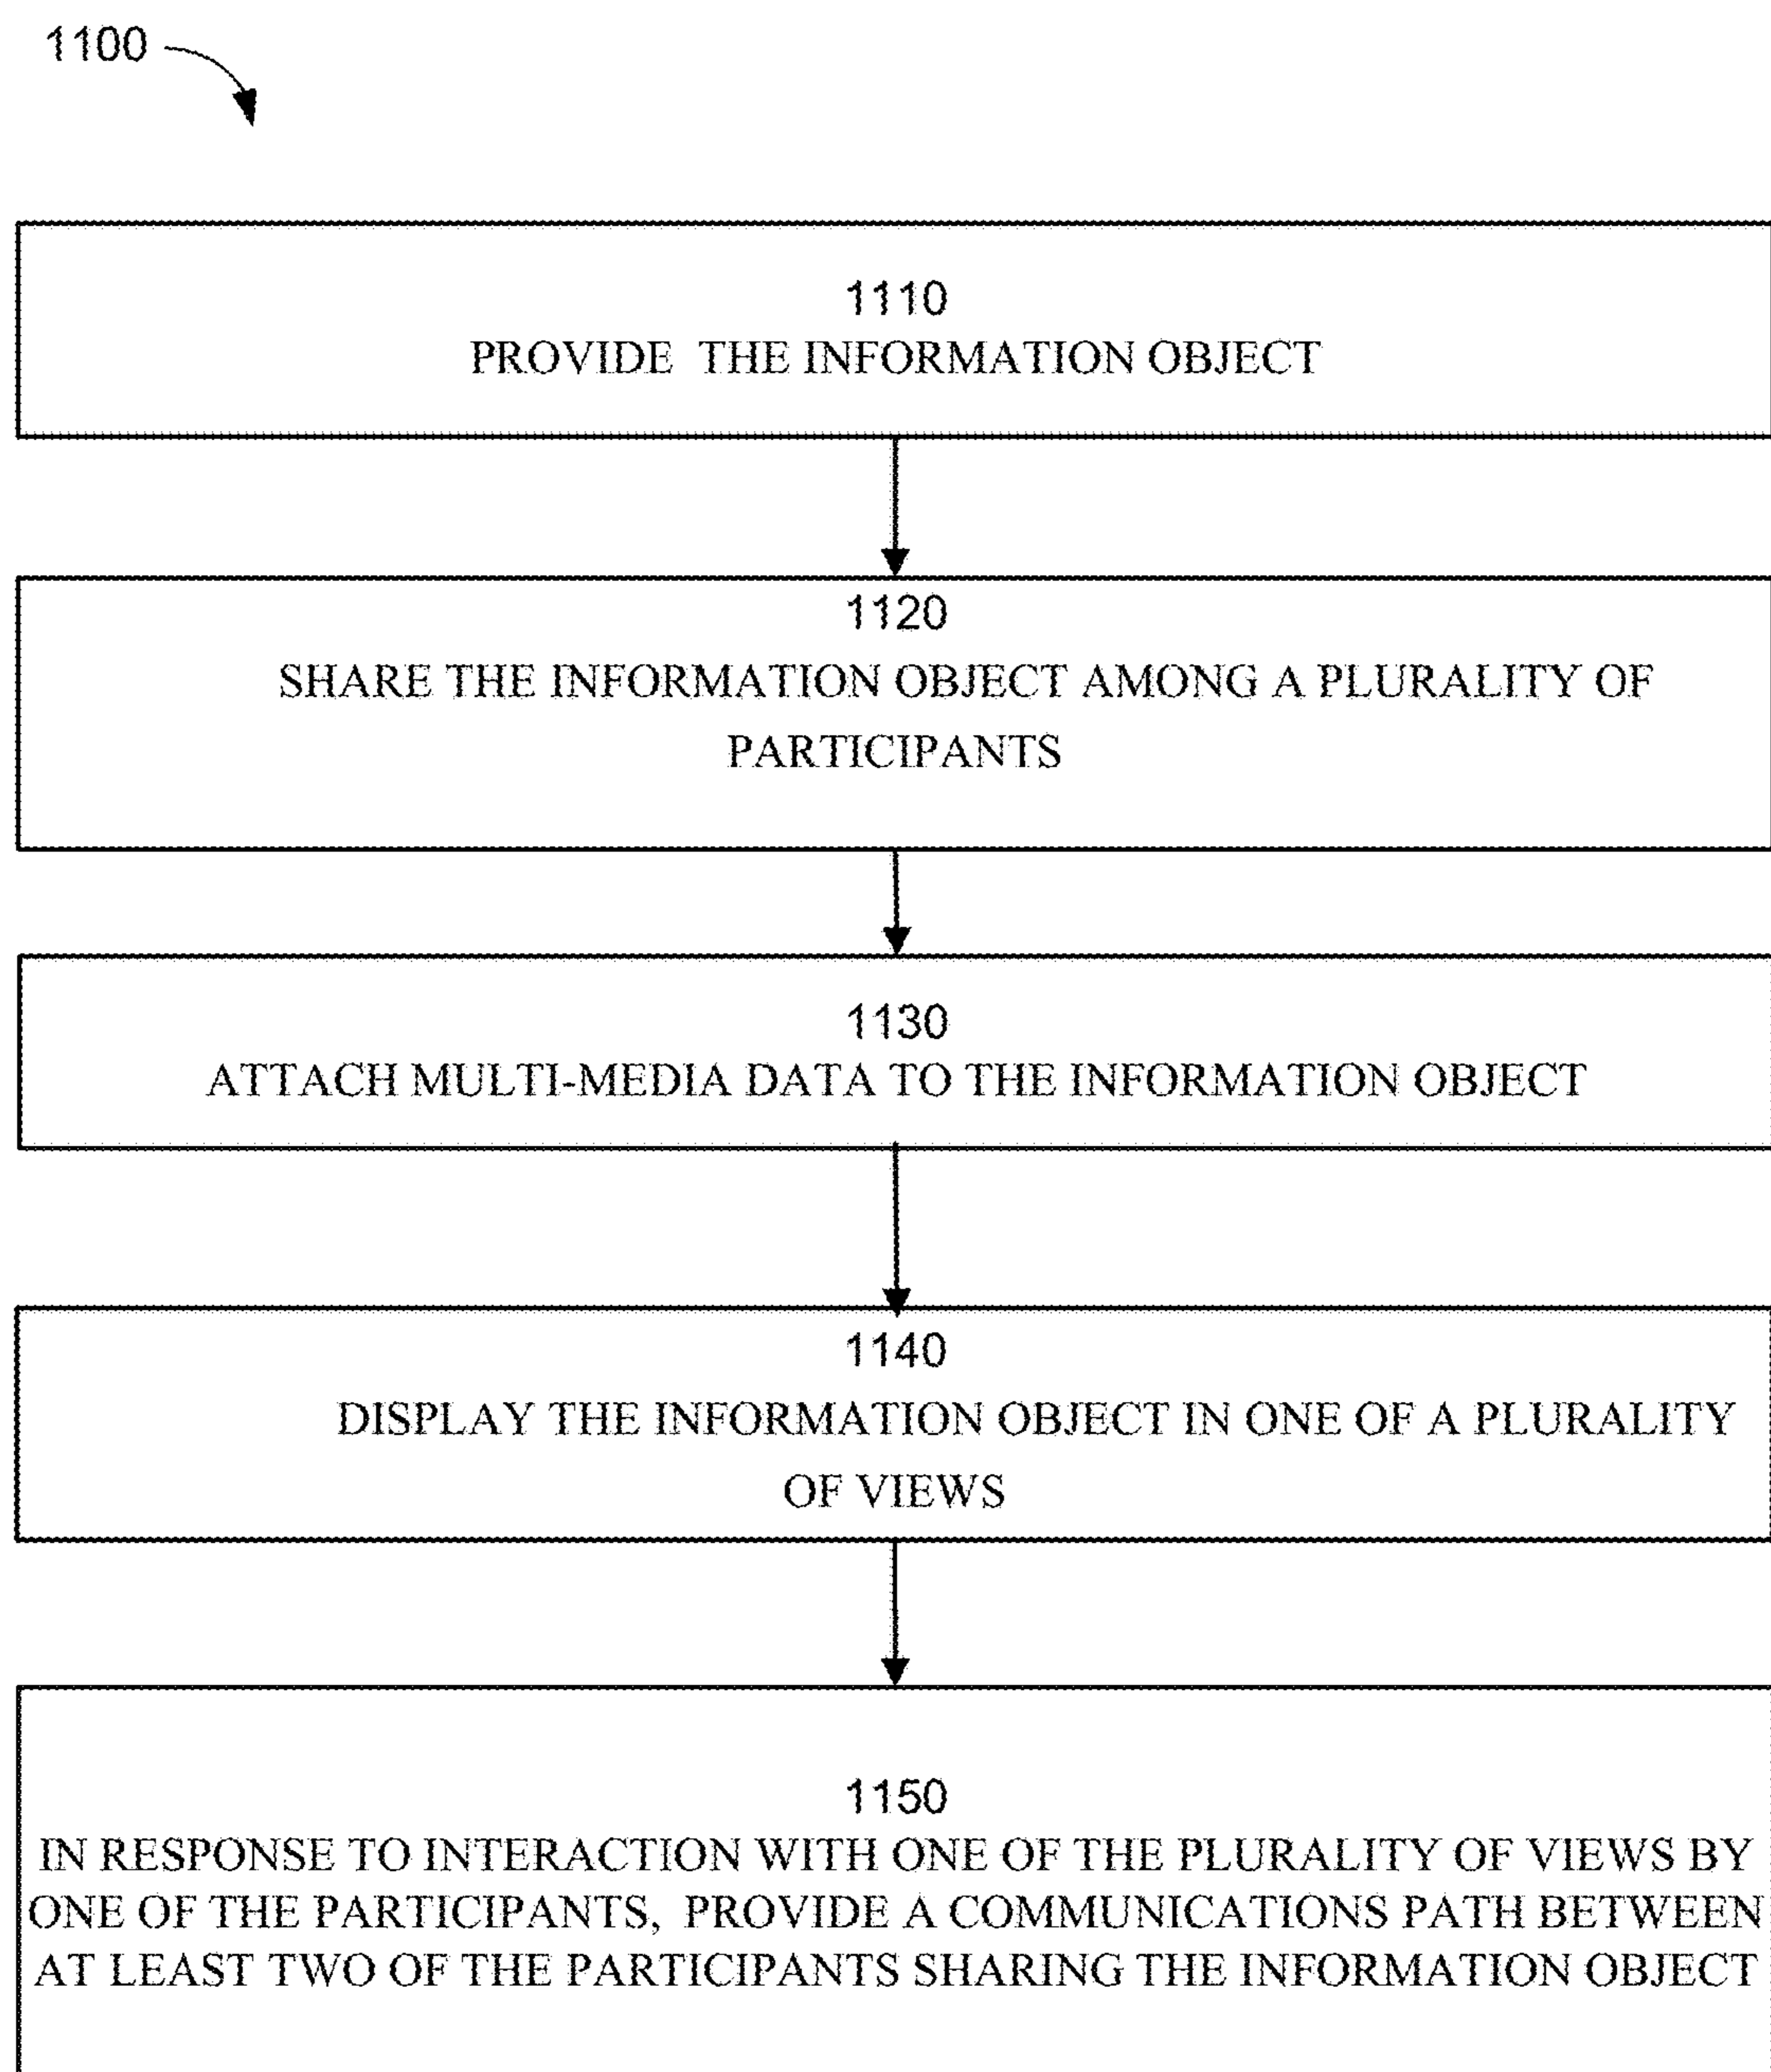 1100
1110
PROVIDE THE INFORMATION OBJECT
1120
SHARE THE INFORMATION OBJECT AMONG A PLURALITY OF
PARTICIPANTS
1130
ATTACH MULTI-MEDIA DATA TO THE INFORMATION OBJECT
1140
DISPLAY THE INFORMATION OBJECT IN ONE OF A PLURALITY
OF VIEWS
1150
IN RESPONSE TO INTERACTION WITH ONE OF THE PLURALITY OF VIEWS BY
ONE OF THE PARTICIPANTS, PROVIDE A COMMUNICATIONS PATH BETWEEN
AT LEAST TWO OF THE PARTICIPANTS SHARING THE INFORMATION OBJECT